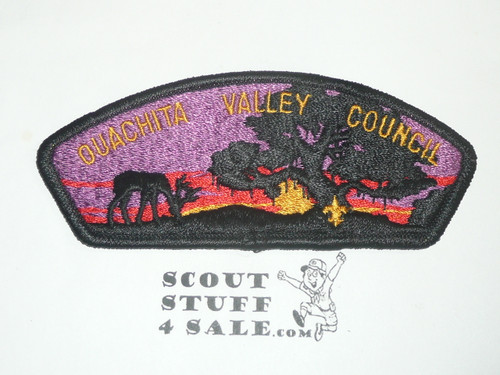 OUACHITA VALLEY COUNCIL
SCOUT
STUFF
4 SALE.COM